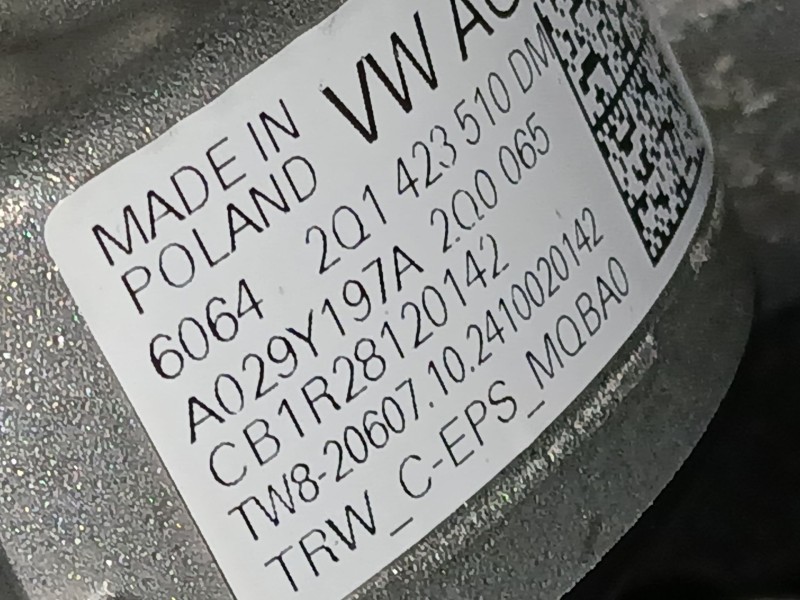 VW AG
MADE IN
POLAND
6064 2Q1 423 510 DM
A029Y197A 2Q0 065
CB1R28120142
TW8-20607.10.2410020142
TRW_C-EPS_MQBA0